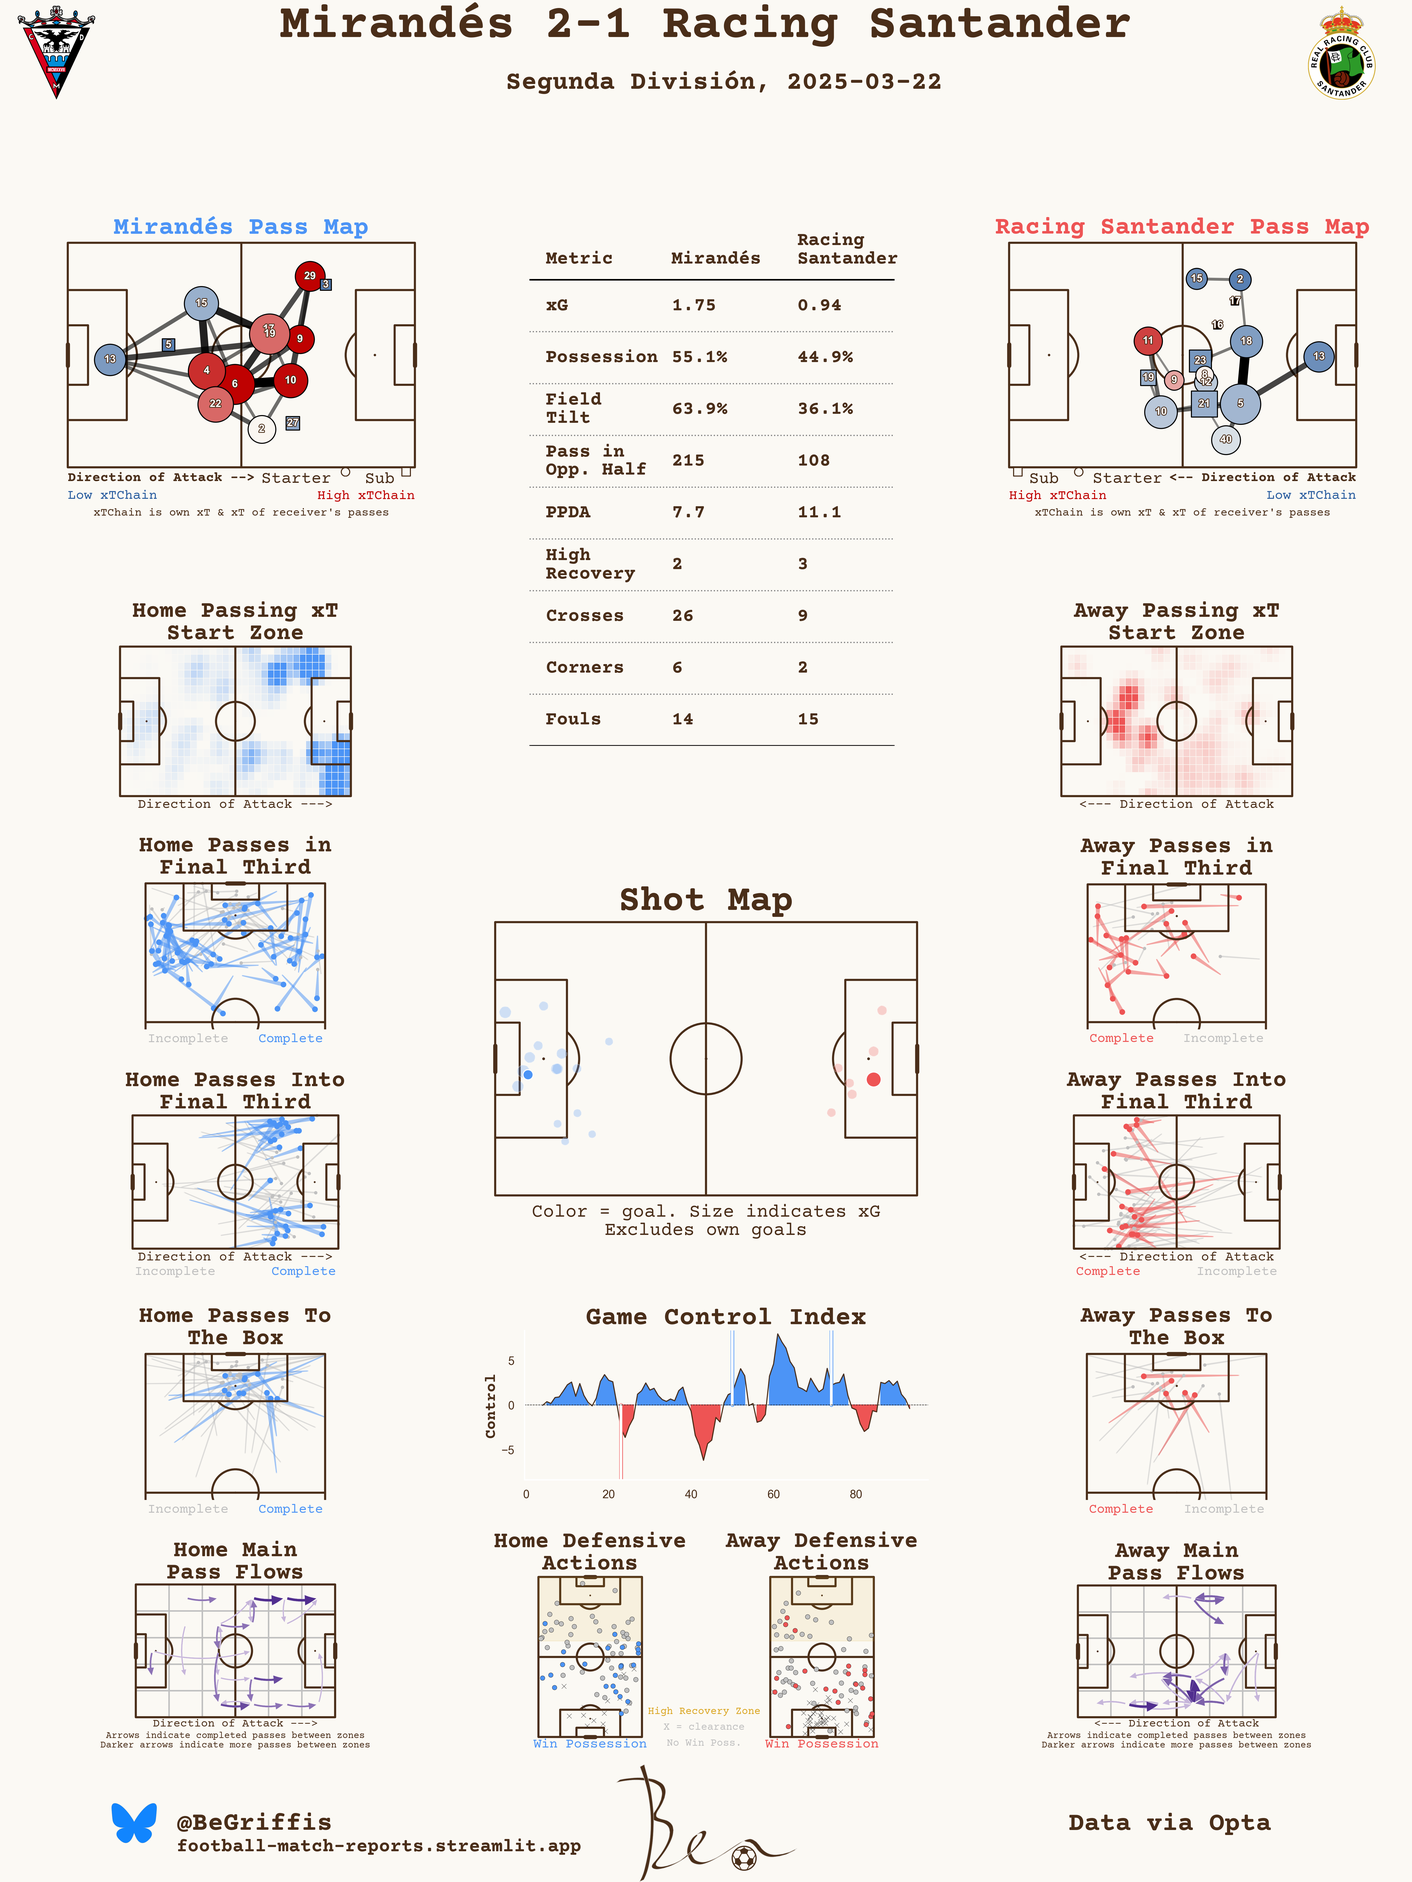 Mirandés 2-1 Racing Santander
Segunda División, 2025-03-22
C D
M
REAL RACING CLUB
SANTANDER
Mirandés Pass Map
29
3
15
17
19
9
5
13
4
6
10
22
2
27
Direction of Attack --> Starter Sub
Low xTChain High xTChain
xTChain is own xT & xT of receiver's passes
Metric Mirandés Racing Santander
xG 1.75 0.94
Possession 55.1% 44.9%
Field Tilt 63.9% 36.1%
Pass in Opp. Half 215 108
PPDA 7.7 11.1
High Recovery 2 3
Crosses 26 9
Corners 6 2
Fouls 14 15
Racing Santander Pass Map
15
2
17
16
11
18
23
13
19
9
8
12
10
21
5
40
Sub Starter <-- Direction of Attack
High xTChain Low xTChain
xTChain is own xT & xT of receiver's passes
Home Passing xT
Start Zone
Direction of Attack --->
Away Passing xT
Start Zone
<--- Direction of Attack
Home Passes in
Final Third
Incomplete Complete
Away Passes in
Final Third
Complete Incomplete
Shot Map
Color = goal. Size indicates xG
Excludes own goals
Home Passes Into
Final Third
Direction of Attack --->
Incomplete Complete
Away Passes Into
Final Third
<--- Direction of Attack
Complete Incomplete
Home Passes To
The Box
Incomplete Complete
Game Control Index
Control
5
0
−5
0 20 40 60 80
Away Passes To
The Box
Complete Incomplete
Home Main
Pass Flows
Direction of Attack --->
Arrows indicate completed passes between zones
Darker arrows indicate more passes between zones
Home Defensive
Actions
Win Possession
Away Defensive
Actions
Win Possession
High Recovery Zone
X = clearance
No Win Poss.
Away Main
Pass Flows
<--- Direction of Attack
Arrows indicate completed passes between zones
Darker arrows indicate more passes between zones
@BeGriffis
football-match-reports.streamlit.app
Ben
Data via Opta